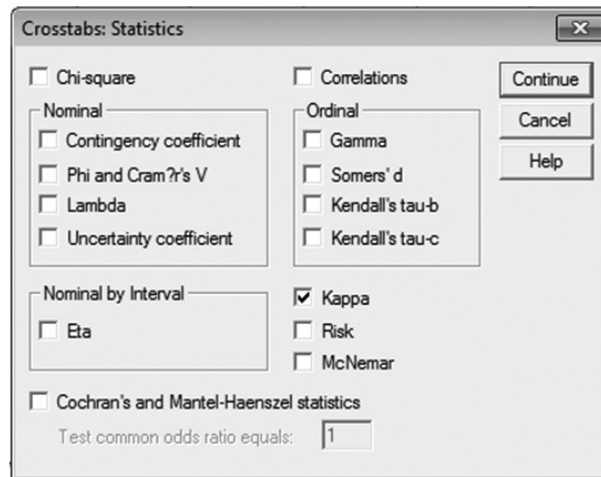 Crosstabs: Statistics
Chi-square
Correlations
Continue
Nominal
Contingency coefficient
Phi and Cram?r's V
Lambda
Uncertainty coefficient
Ordinal
Gamma
Somers' d
Kendall's tau-b
Kendall's tau-c
Cancel
Help
Nominal by Interval
Eta
Kappa
Risk
McNemar
Cochran's and Mantel-Haenszel statistics
Test common odds ratio equals: 1